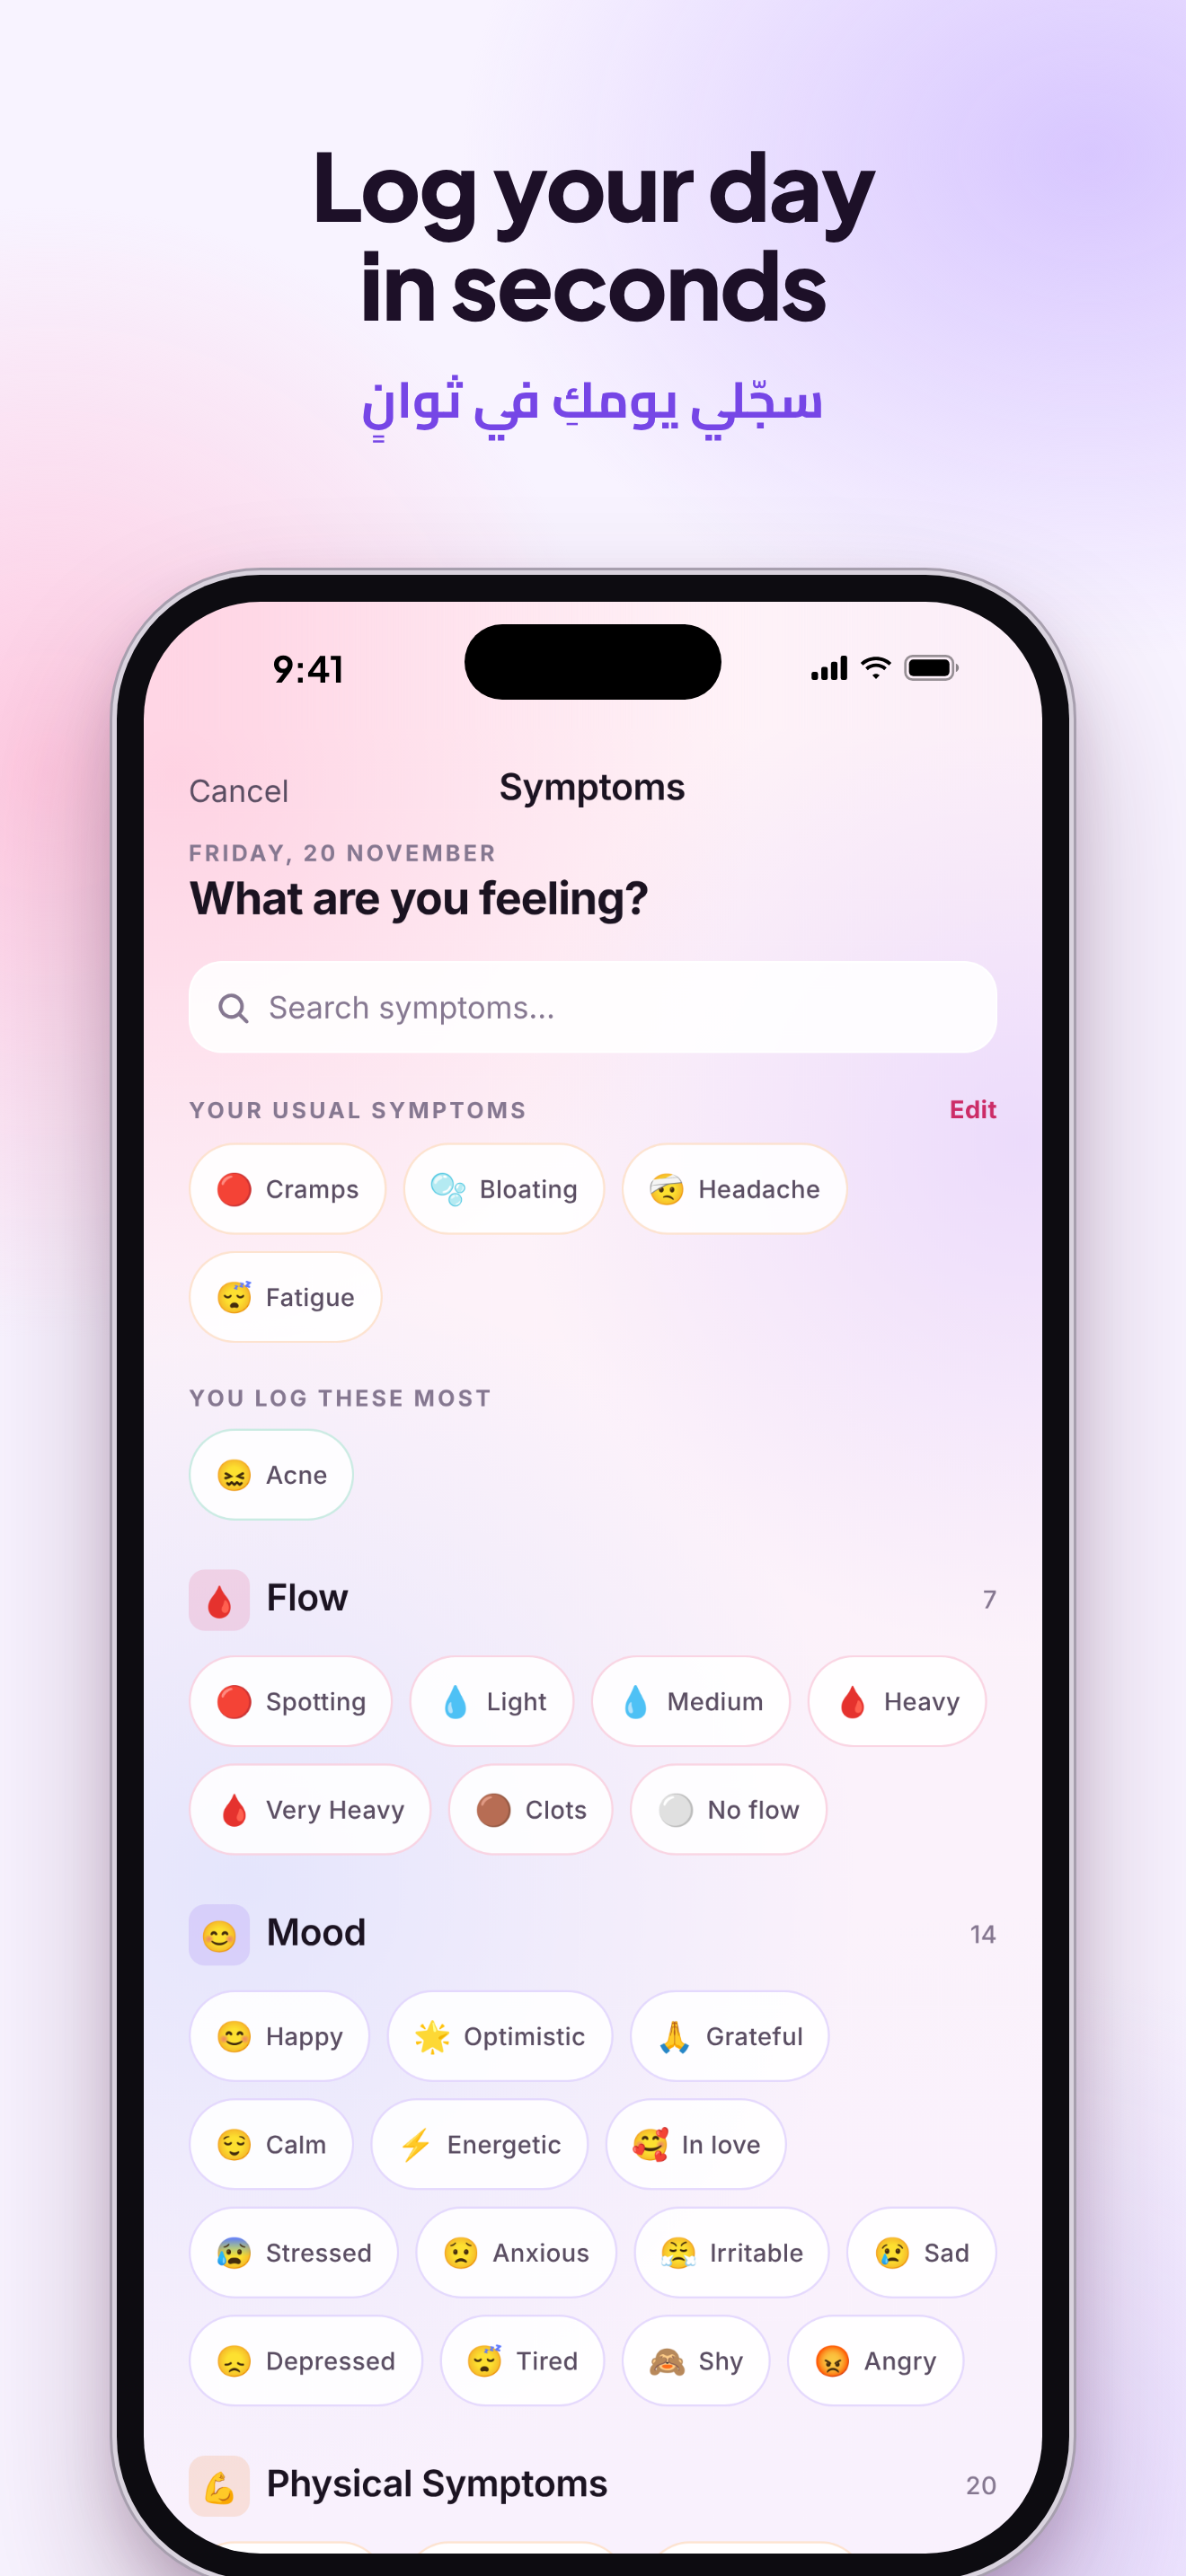 Log your day
in seconds
سجّلي يومكِ في ثوانٍ
9:41
Cancel
Symptoms
FRIDAY, 20 NOVEMBER
What are you feeling?
Search symptoms...
YOUR USUAL SYMPTOMS
Edit
Cramps
Bloating
Headache
Fatigue
YOU LOG THESE MOST
Acne
Flow
7
Spotting
Light
Medium
Heavy
Very Heavy
Clots
No flow
Mood
14
Happy
Optimistic
Grateful
Calm
Energetic
In love
Stressed
Anxious
Irritable
Sad
Depressed
Tired
Shy
Angry
Physical Symptoms
20